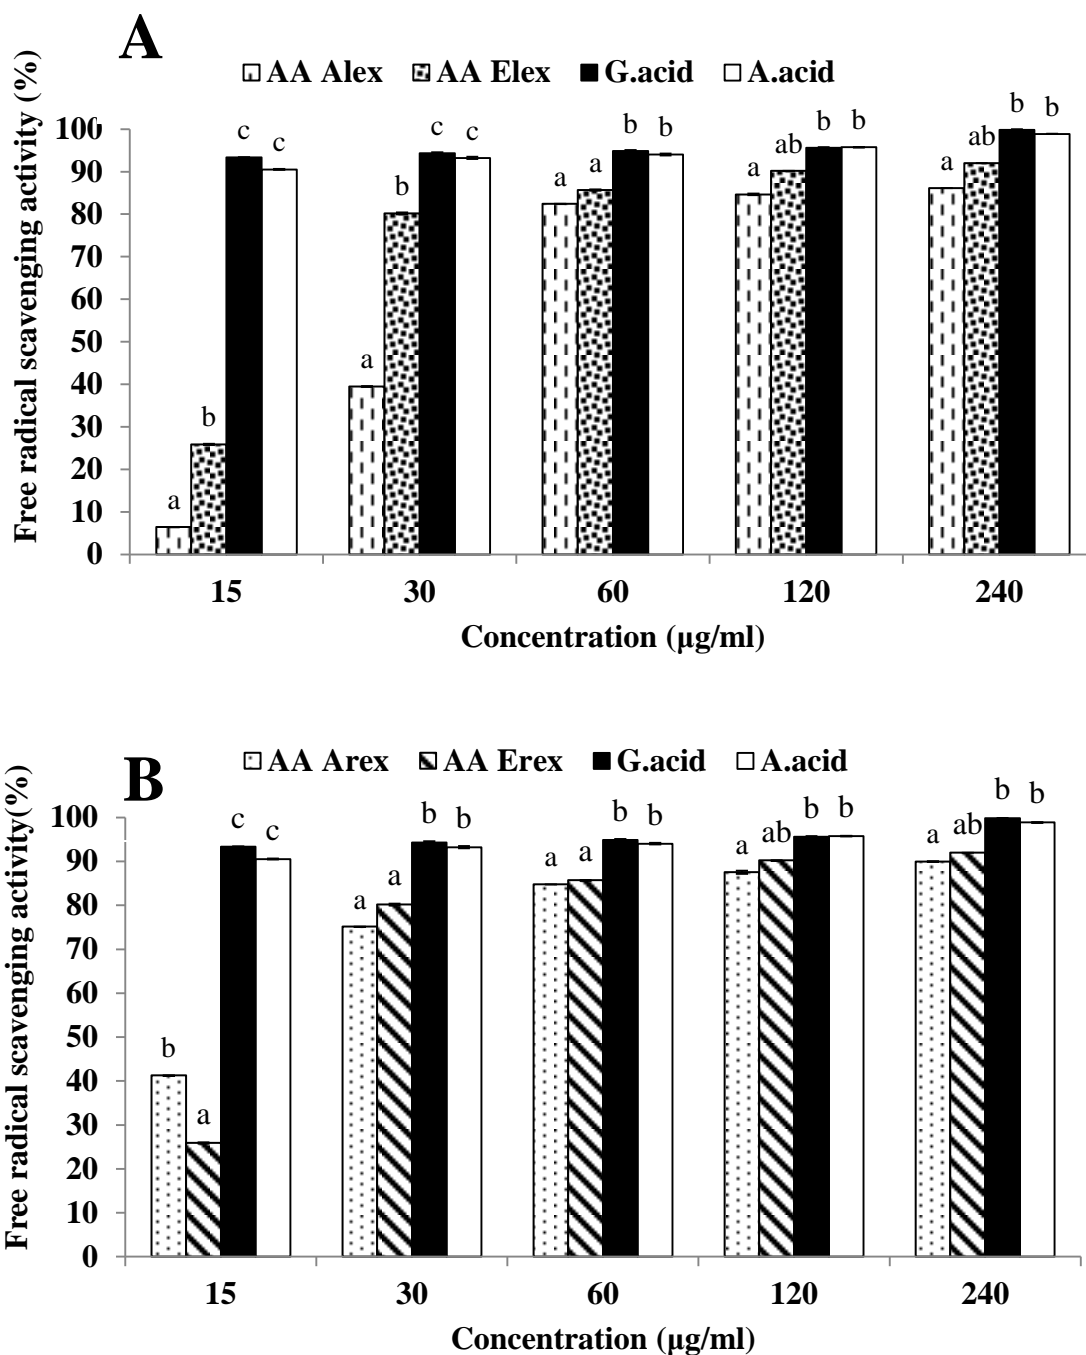 A
AA Alex AA Elex G.acid A.acid
Free radical scavenging activity (%)
100
90
80
70
60
50
40
30
20
10
0
a b c c
a b c c
a a b b
a ab b b
a ab b b
15 30 60 120 240
Concentration (µg/ml)
B
AA Arex AA Erex G.acid A.acid
Free radical scavenging activity(%)
100
90
80
70
60
50
40
30
20
10
0
b a c c
a a b b
a a b b
a ab b b
a ab b b
15 30 60 120 240
Concentration (µg/ml)